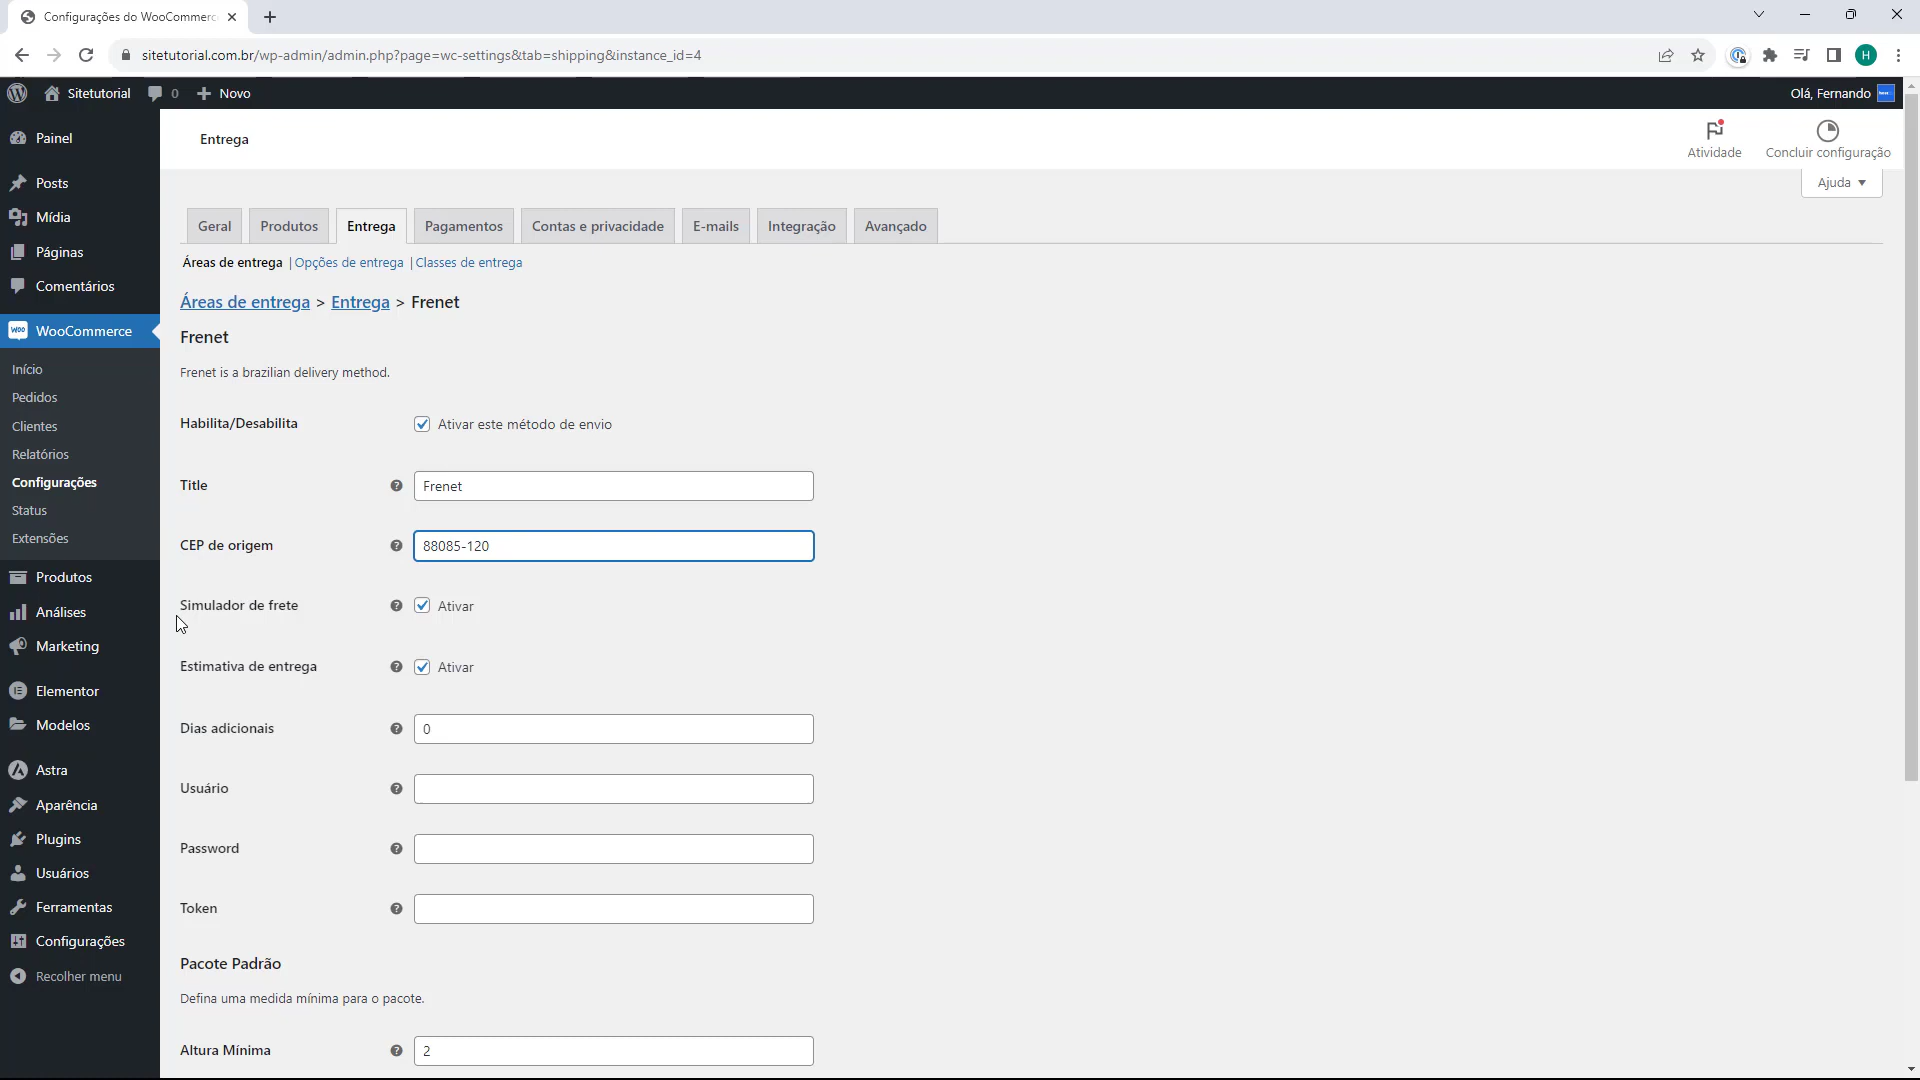 Configurações do WooCommerc
sitetutorial.com.br/wp-admin/admin.php?page=wc-settings&tab=shipping&instance_id=4
H
Sitetutorial
0
Novo
Olá, Fernando
Painel
Posts
Mídia
Páginas
Comentários
WooCommerce
Início
Pedidos
Clientes
Relatórios
Configurações
Status
Extensões
Produtos
Análises
Marketing
Elementor
Modelos
Astra
Aparência
Plugins
Usuários
Ferramentas
Configurações
Recolher menu
Entrega
Atividade
Concluir configuração
Ajuda
Geral Produtos Entrega Pagamentos Contas e privacidade E-mails Integração Avançado
Áreas de entrega | Opções de entrega | Classes de entrega
Áreas de entrega > Entrega > Frenet
Frenet
Frenet is a brazilian delivery method.
Habilita/Desabilita Ativar este método de envio
Title ? Frenet
CEP de origem ? 88085-120
Simulador de frete ? Ativar
Estimativa de entrega ? Ativar
Dias adicionais ? 0
Usuário ?
Password ?
Token ?
Pacote Padrão
Defina uma medida mínima para o pacote.
Altura Mínima ? 2